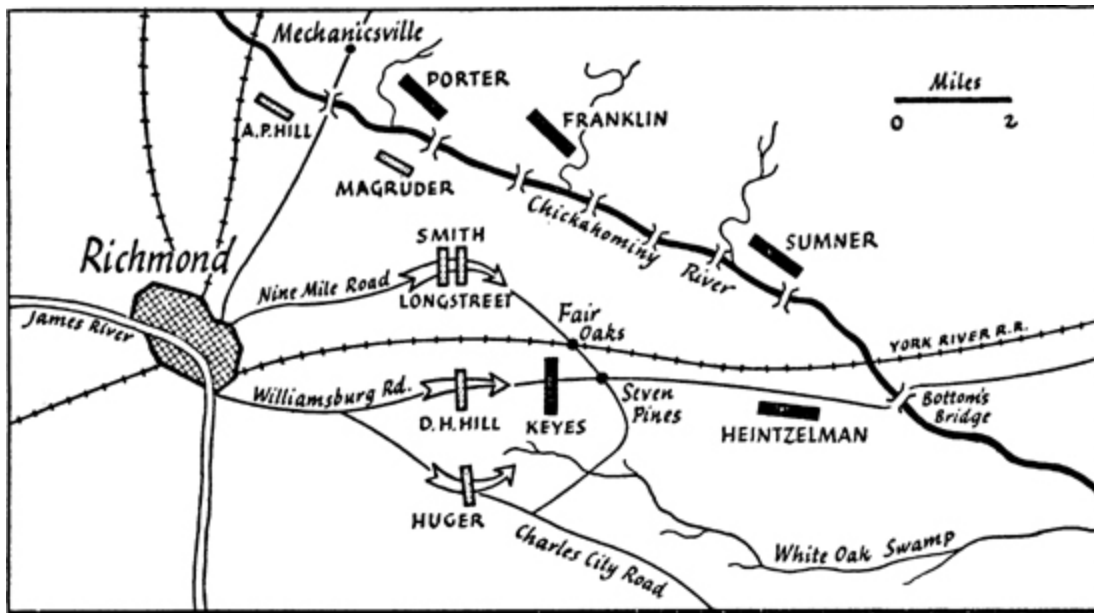 Mechanicsville
PORTER
Miles
0 2
A.P. HILL
FRANKLIN
MAGRUDER
Chickahominy
River
SUMNER
SMITH
LONGSTREET
Richmond
Nine Mile Road
James River
Fair
Oaks
YORK RIVER R.R.
Williamsburg Rd.
D.H. HILL
KEYES
Seven
Pines
HEINTZELMAN
Bottom's
Bridge
HUGER
Charles City Road
White Oak Swamp